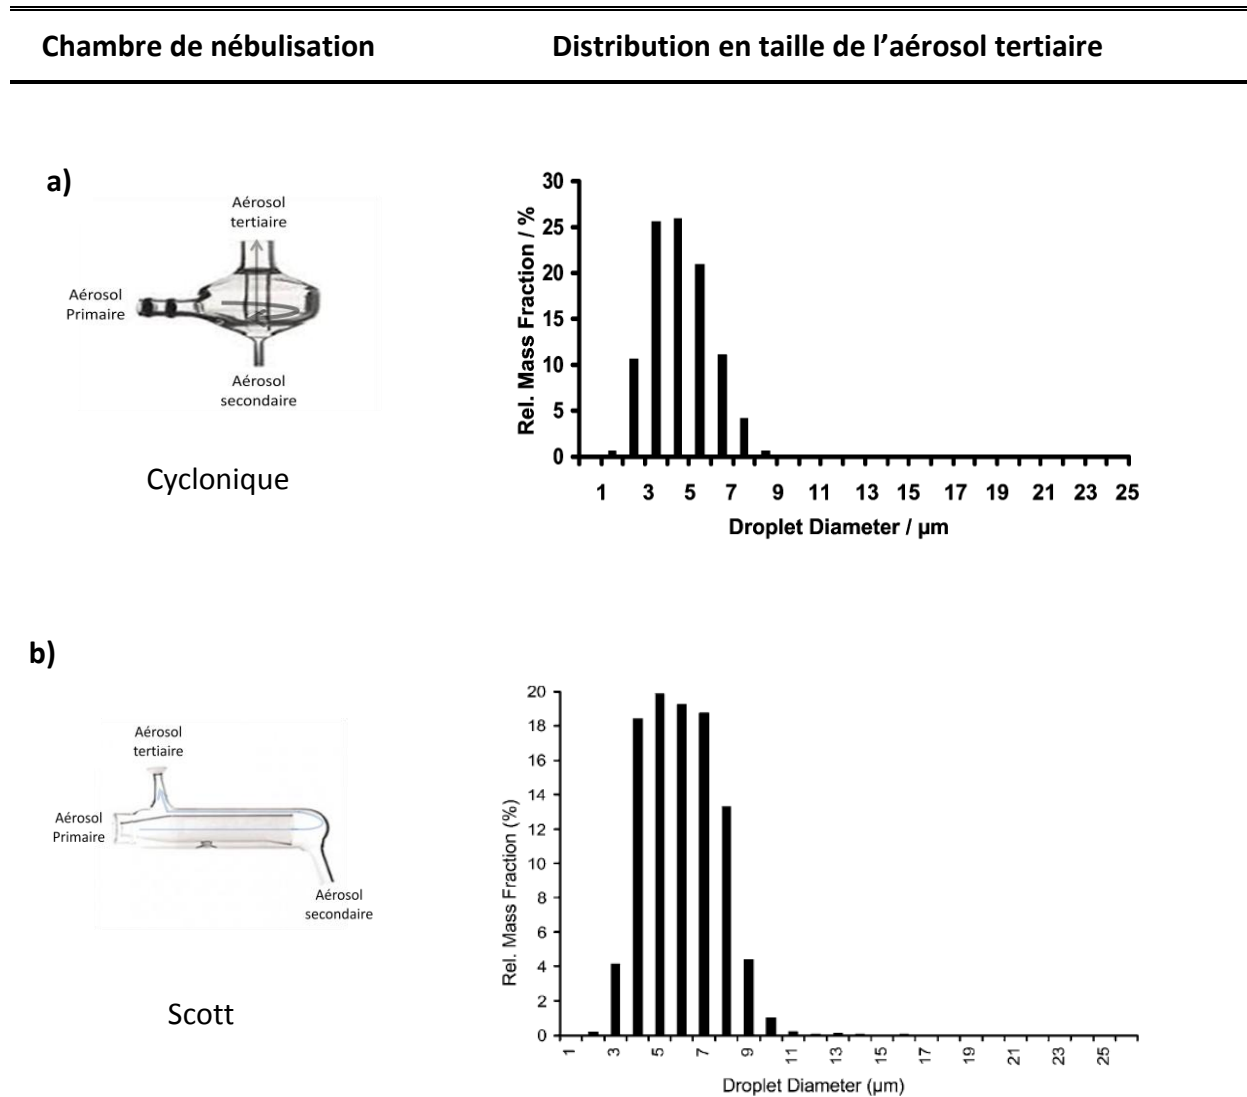 Chambre de nébulisation Distribution en taille de l’aérosol tertiaire
a)
Aérosol
tertiaire
Aérosol
Primaire
Aérosol
secondaire
Cyclonique
Rel. Mass Fraction / %
30
25
20
15
10
5
0
1 3 5 7 9 11 13 15 17 19 21 23 25
Droplet Diameter / µm
b)
Aérosol
tertiaire
Aérosol
Primaire
Aérosol
secondaire
Scott
Rel. Mass Fraction (%)
20
18
16
14
12
10
8
6
4
2
0
1 3 5 7 9 11 13 15 17 19 21 23 25
Droplet Diameter (µm)